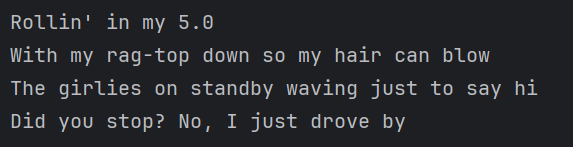 Rollin' in my 5.0
With my rag-top down so my hair can blow
The girlies on standby waving just to say hi
Did you stop? No, I just drove by